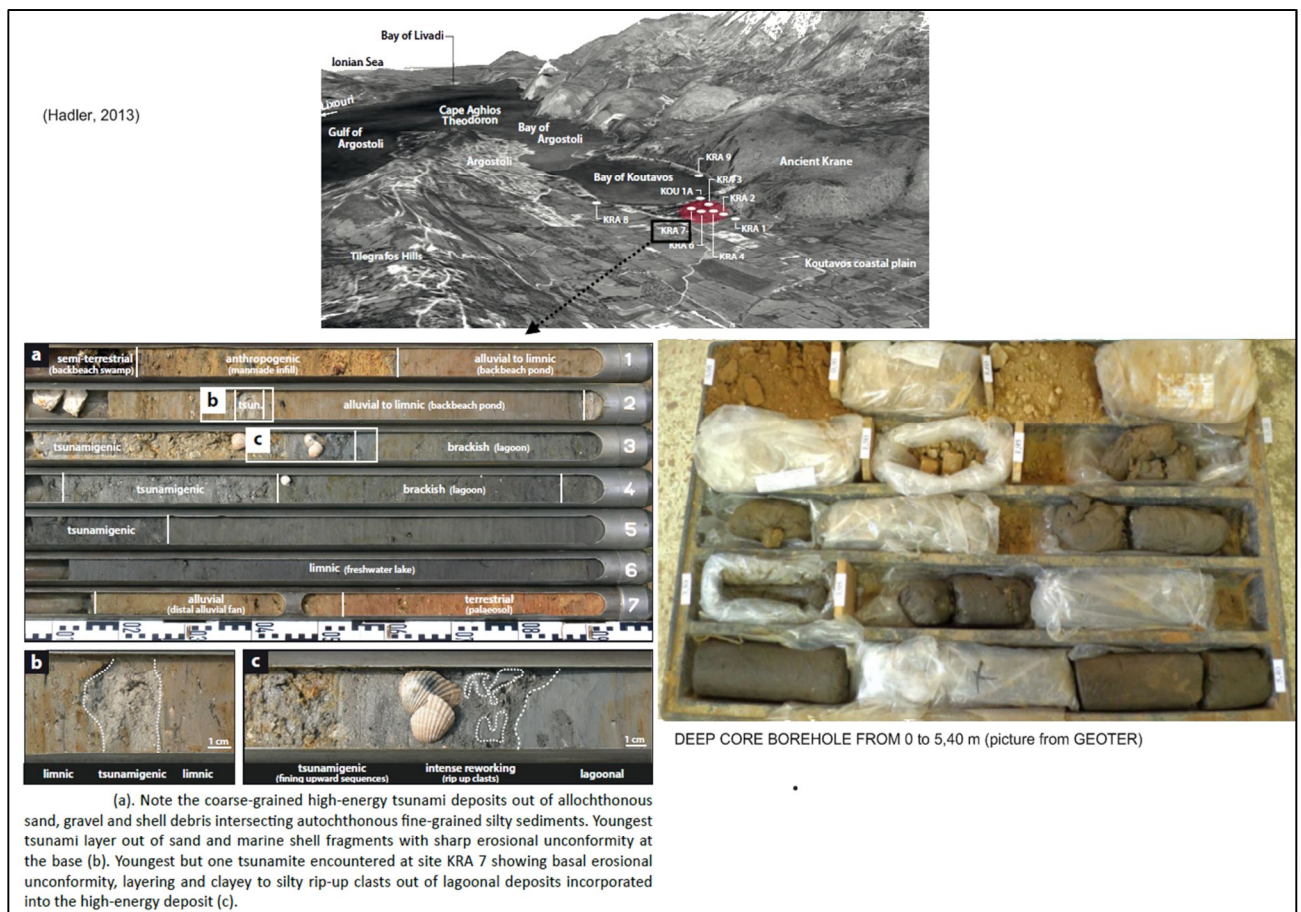 (Hadler, 2013)
Bay of Livadi
Ionian Sea
Lixouri
Gulf of
Argostoli
Cape Aghios
Theodoron
Bay of
Argostoli
Argostoli
Bay of Koutavos
KRA 9
Ancient Krane
KOU 1A
KRA 2
KRA 8
KRA 7
KRA 1
KRA 6
KRA 4
Tilegrafos Hills
Koutavos coastal plain
a
semi-terrestrial
(backbeach swamp)
anthropogenic
(manmade infill)
alluvial to limnic
(backbeach pond)
1
b
tsun.
alluvial to limnic (backbeach pond)
2
c
tsunamigenic
brackish (lagoon)
3
tsunamigenic
brackish (lagoon)
4
tsunamigenic
5
limnic (freshwater lake)
6
alluvial
(distal alluvial fan)
terrestrial
(palaeosol)
7
b
1 cm
limnic tsunamigenic limnic
c
1 cm
tsunamigenic
(fining upward sequences)
intense reworking
(rip up clasts)
lagoonal
DEEP CORE BOREHOLE FROM 0 to 5,40 m (picture from GEOTER)
(a). Note the coarse-grained high-energy tsunami deposits out of allochthonous
sand, gravel and shell debris intersecting autochthonous fine-grained silty sediments. Youngest
tsunami layer out of sand and marine shell fragments with sharp erosional unconformity at
the base (b). Youngest but one tsunamite encountered at site KRA 7 showing basal erosional
unconformity, layering and clayey to silty rip-up clasts out of lagoonal deposits incorporated
into the high-energy deposit (c).